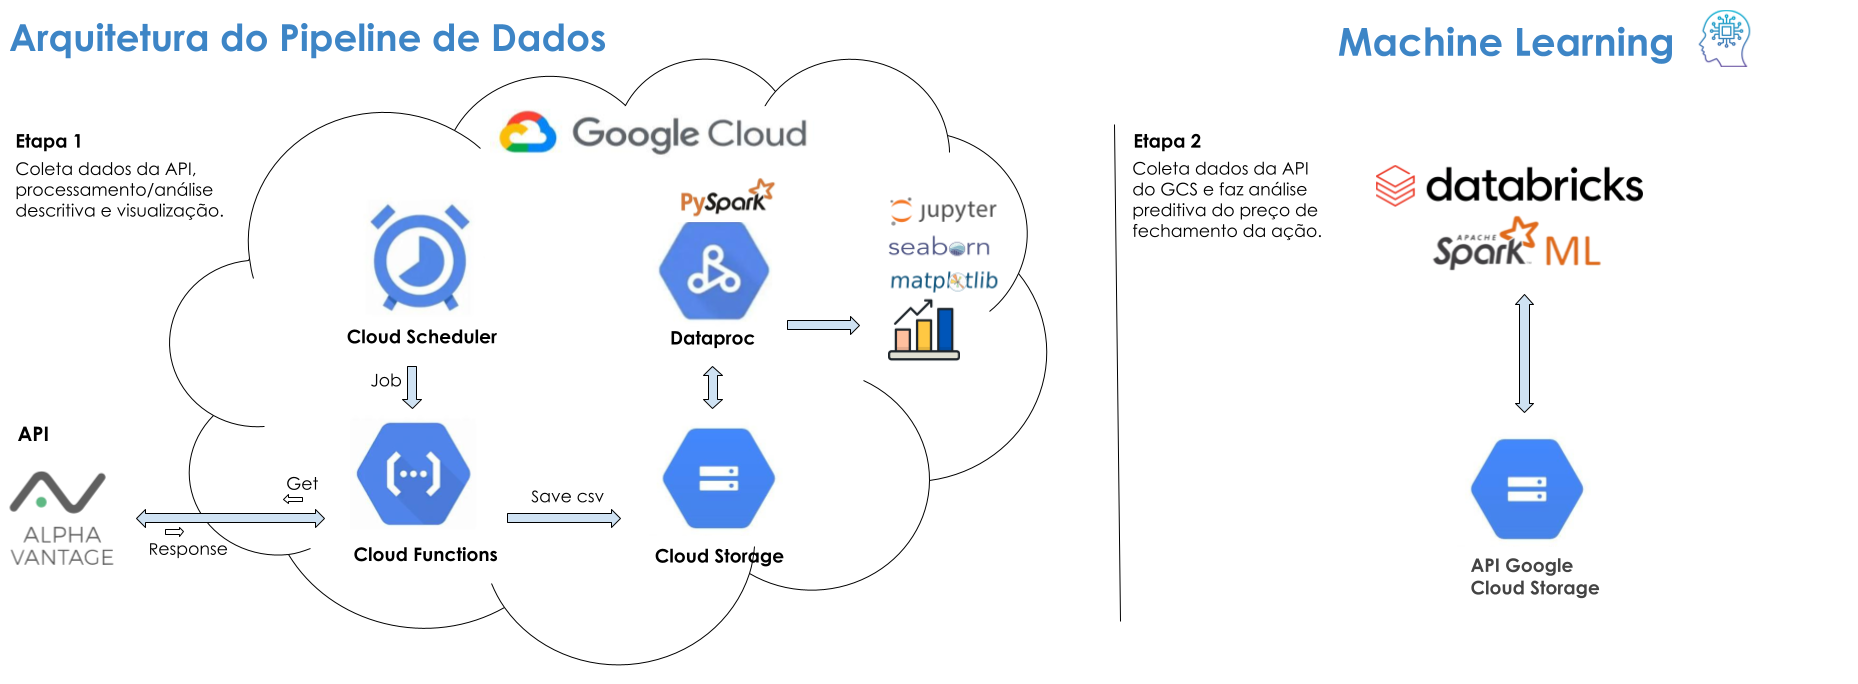 Arquitetura do Pipeline de Dados
Machine Learning
Etapa 1
Coleta dados da API,
processamento/análise
descritiva e visualização.
Google Cloud
PySpark
jupyter
seaborn
matplotlib
Cloud Scheduler
Dataproc
Job
API
ALPHA
VANTAGE
Get
Response
Save csv
Cloud Functions
Cloud Storage
Etapa 2
Coleta dados da API
do GCS e faz análise
preditiva do preço de
fechamento da ação.
databricks
APACHE
Spark ML
API Google
Cloud Storage